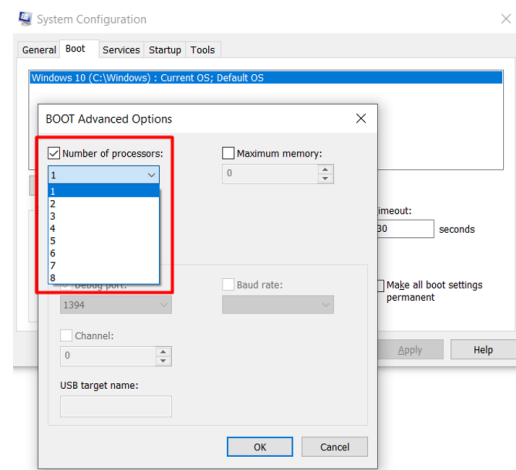 System Configuration
General Boot Services Startup Tools
Windows 10 (C:\Windows) : Current OS; Default OS
BOOT Advanced Options
Number of processors:
Maximum memory:
1
0
1
2
3
4
5
6
7
8
imeout:
30 seconds
Debug port:
Baud rate:
Make all boot settings
permanent
1394
Channel:
0
Apply Help
USB target name:
OK Cancel